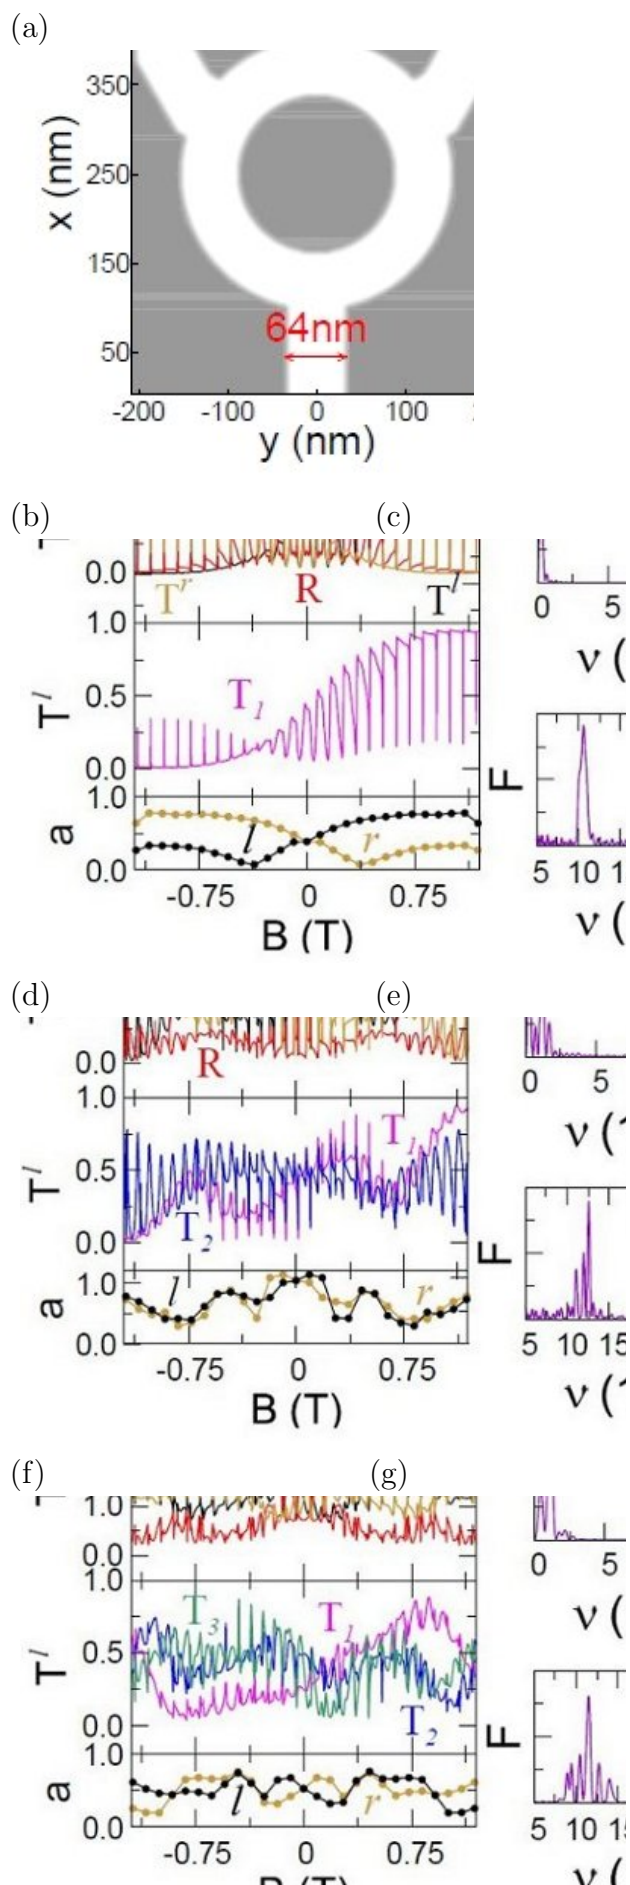 (a)
350
250
150
50
x (nm)
64nm
-200 -100 0 100
y (nm)
(b) (c)
0.0
T^r R T^l
0 5
ν (
1.0
0.5
0.0
T^l
T_1
F
5 10 1
ν (
1.0
0.0
a
l r
-0.75 0 0.75
B (T)
(d) (e)
0.0
R
0 5
ν (
1.0
0.5
0.0
T^l
T_1
T_2
F
5 10 15
ν (
1.0
0.0
a
l r
-0.75 0 0.75
B (T)
(f) (g)
1.0
0.0
0 5
ν (
1.0
0.5
0.0
T^l
T_3 T_1
T_2
F
5 10 15
0.0
a
l r
-0.75 0 0.75